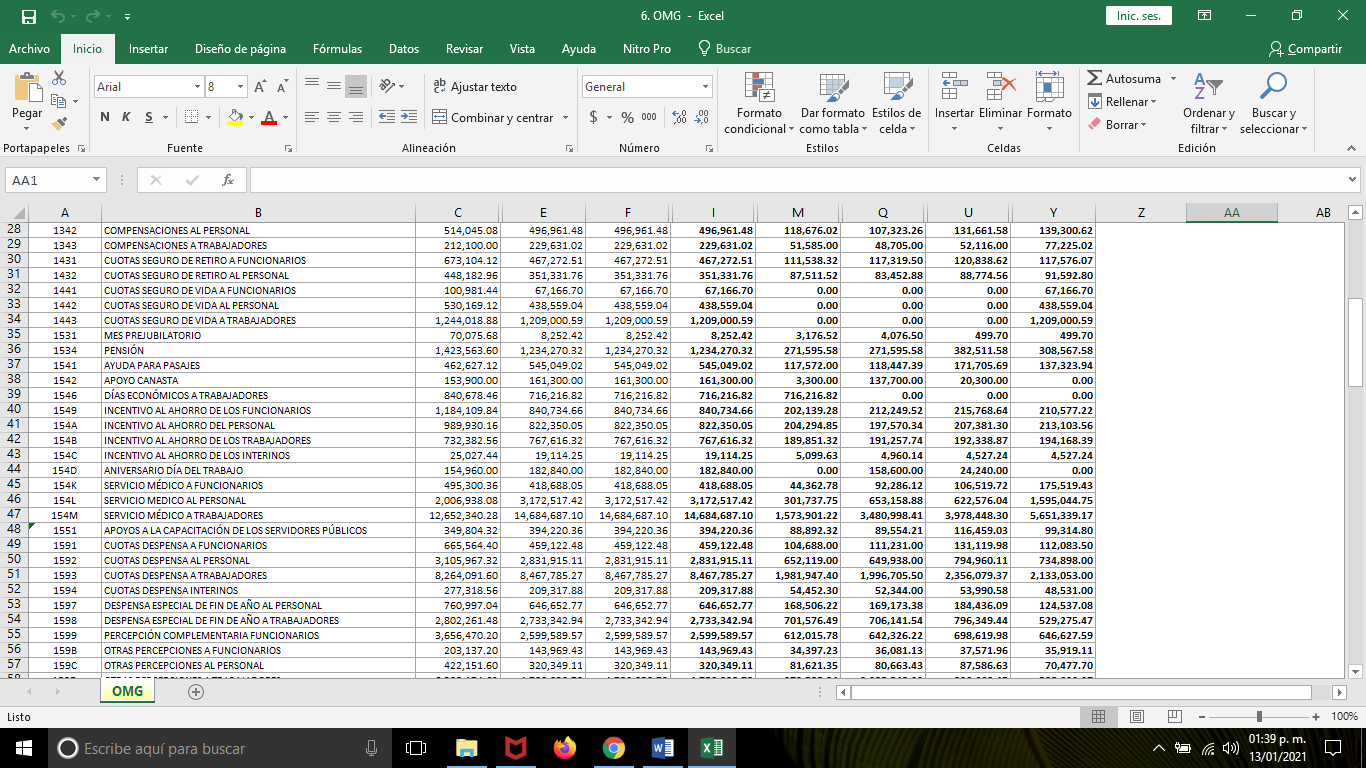 6. OMG - Excel
Inic. ses.
Archivo Inicio Insertar Diseño de página Fórmulas Datos Revisar Vista Ayuda Nitro Pro Buscar Compartir
Pegar
Portapapeles
Arial 8
N K S
Fuente
Ajustar texto
Combinar y centrar
Alineación
General
$ % 000
Número
Formato condicional
Dar formato como tabla
Estilos de celda
Estilos
Insertar Eliminar Formato
Celdas
Autosuma
Rellenar
Borrar
Ordenar y filtrar
Buscar y seleccionar
Edición
AA1 fx
A B C E F I M Q U Y Z AA AB
28 1342 COMPENSACIONES AL PERSONAL 514,045.08 496,961.48 496,961.48 496,961.48 118,676.02 107,323.26 131,661.58 139,300.62
29 1343 COMPENSACIONES A TRABAJADORES 212,100.00 229,631.02 229,631.02 229,631.02 51,585.00 48,705.00 52,116.00 77,225.02
30 1431 CUOTAS SEGURO DE RETIRO A FUNCIONARIOS 673,104.12 467,272.51 467,272.51 467,272.51 111,538.32 117,319.50 120,838.62 117,576.07
31 1432 CUOTAS SEGURO DE RETIRO AL PERSONAL 448,182.96 351,331.76 351,331.76 351,331.76 87,511.52 83,452.88 88,774.56 91,592.80
32 1441 CUOTAS SEGURO DE VIDA A FUNCIONARIOS 100,981.44 67,166.70 67,166.70 67,166.70 0.00 0.00 0.00 67,166.70
33 1442 CUOTAS SEGURO DE VIDA AL PERSONAL 530,169.12 438,559.04 438,559.04 438,559.04 0.00 0.00 0.00 438,559.04
34 1443 CUOTAS SEGURO DE VIDA A TRABAJADORES 1,244,018.88 1,209,000.59 1,209,000.59 1,209,000.59 0.00 0.00 0.00 1,209,000.59
35 1531 MES PREJUBILATORIO 70,075.68 8,252.42 8,252.42 8,252.42 3,176.52 4,076.50 499.70 499.70
36 1534 PENSIÓN 1,423,563.60 1,234,270.32 1,234,270.32 1,234,270.32 271,595.58 271,595.58 382,511.58 308,567.58
37 1541 AYUDA PARA PASAJES 462,627.12 545,049.02 545,049.02 545,049.02 117,572.00 118,447.39 171,705.69 137,323.94
38 1542 APOYO CANASTA 153,900.00 161,300.00 161,300.00 161,300.00 3,300.00 137,700.00 20,300.00 0.00
39 1546 DÍAS ECONÓMICOS A TRABAJADORES 840,678.46 716,216.82 716,216.82 716,216.82 716,216.82 0.00 0.00 0.00
40 1549 INCENTIVO AL AHORRO DE LOS FUNCIONARIOS 1,184,109.84 840,734.66 840,734.66 840,734.66 202,139.28 212,249.52 215,768.64 210,577.22
41 154A INCENTIVO AL AHORRO DEL PERSONAL 989,930.16 822,350.05 822,350.05 822,350.05 204,294.85 197,570.34 207,381.30 213,103.56
42 154B INCENTIVO AL AHORRO DE LOS TRABAJADORES 732,382.56 767,616.32 767,616.32 767,616.32 189,851.32 191,257.74 192,338.87 194,168.39
43 154C INCENTIVO AL AHORRO DE LOS INTERINOS 25,027.44 19,114.25 19,114.25 19,114.25 5,099.63 4,960.14 4,527.24 4,527.24
44 154D ANIVERSARIO DÍA DEL TRABAJO 154,960.00 182,840.00 182,840.00 182,840.00 0.00 158,600.00 24,240.00 0.00
45 154K SERVICIO MÉDICO A FUNCIONARIOS 495,300.36 418,688.05 418,688.05 418,688.05 44,362.78 92,286.12 106,519.72 175,519.43
46 154L SERVICIO MEDICO AL PERSONAL 2,006,938.08 3,172,517.42 3,172,517.42 3,172,517.42 301,737.75 653,158.88 622,576.04 1,595,044.75
47 154M SERVICIO MÉDICO A TRABAJADORES 12,652,340.28 14,684,687.10 14,684,687.10 14,684,687.10 1,573,901.22 3,480,998.41 3,978,448.30 5,651,339.17
48 1551 APOYOS A LA CAPACITACIÓN DE LOS SERVIDORES PÚBLICOS 349,804.32 394,220.36 394,220.36 394,220.36 88,892.32 89,554.21 116,459.03 99,314.80
49 1591 CUOTAS DESPENSA A FUNCIONARIOS 665,564.40 459,122.48 459,122.48 459,122.48 104,688.00 111,231.00 131,119.98 112,083.50
50 1592 CUOTAS DESPENSA AL PERSONAL 3,105,967.32 2,831,915.11 2,831,915.11 2,831,915.11 652,119.00 649,938.00 794,960.11 734,898.00
51 1593 CUOTAS DESPENSA A TRABAJADORES 8,264,091.60 8,467,785.27 8,467,785.27 8,467,785.27 1,981,947.40 1,996,705.50 2,356,079.37 2,133,053.00
52 1594 CUOTAS DESPENSA INTERINOS 277,318.56 209,317.88 209,317.88 209,317.88 54,452.30 52,344.00 53,990.58 48,531.00
53 1597 DESPENSA ESPECIAL DE FIN DE AÑO AL PERSONAL 760,997.04 646,652.77 646,652.77 646,652.77 168,506.22 169,173.38 184,436.09 124,537.08
54 1598 DESPENSA ESPECIAL DE FIN DE AÑO A TRABAJADORES 2,802,261.48 2,733,342.94 2,733,342.94 2,733,342.94 701,576.49 706,141.54 796,349.44 529,275.47
55 1599 PERCEPCIÓN COMPLEMENTARIA FUNCIONARIOS 3,656,470.20 2,599,589.57 2,599,589.57 2,599,589.57 612,015.78 642,326.22 698,619.98 646,627.59
56 159B OTRAS PERCEPCIONES A FUNCIONARIOS 203,137.20 143,969.43 143,969.43 143,969.43 34,397.23 36,081.13 37,571.96 35,919.11
57 159C OTRAS PERCEPCIONES AL PERSONAL 422,151.60 320,349.11 320,349.11 320,349.11 81,621.35 80,663.43 87,586.63 70,477.70
OMG
Listo 100%
Escribe aquí para buscar
01:39 p. m.
13/01/2021